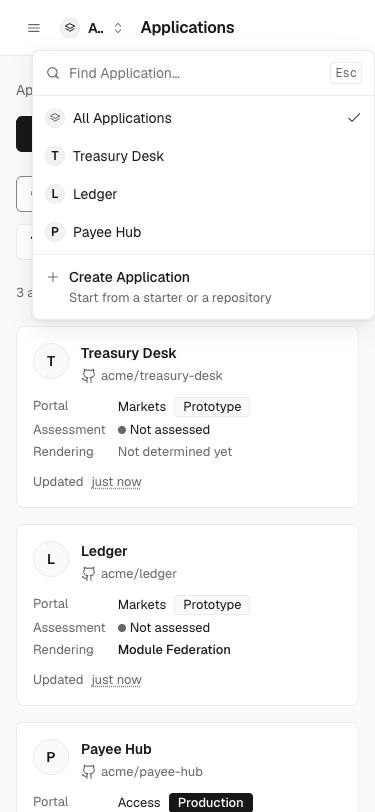 A..
Applications
Find Application...
Esc
All Applications
T Treasury Desk
L Ledger
P Payee Hub
Create Application
Start from a starter or a repository
Ap
3 a
T Treasury Desk
acme/treasury-desk
Portal Markets Prototype
Assessment Not assessed
Rendering Not determined yet
Updated just now
L Ledger
acme/ledger
Portal Markets Prototype
Assessment Not assessed
Rendering Module Federation
Updated just now
P Payee Hub
acme/payee-hub
Portal Access Production